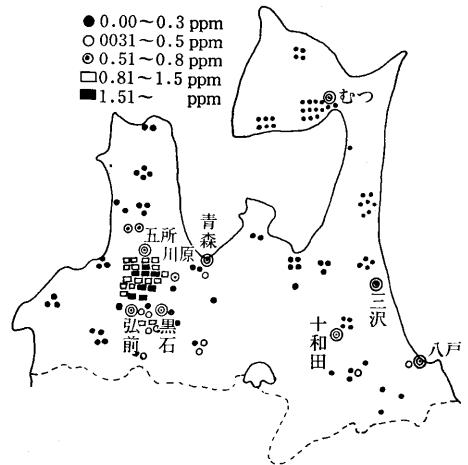 ● 0.00～0.3 ppm
○ 0031～0.5 ppm
◎ 0.51～0.8 ppm
□ 0.81～1.5 ppm
■ 1.51～ ppm
むつ
青森
五所川原
三沢
十和田
八戸
弘前
黒石